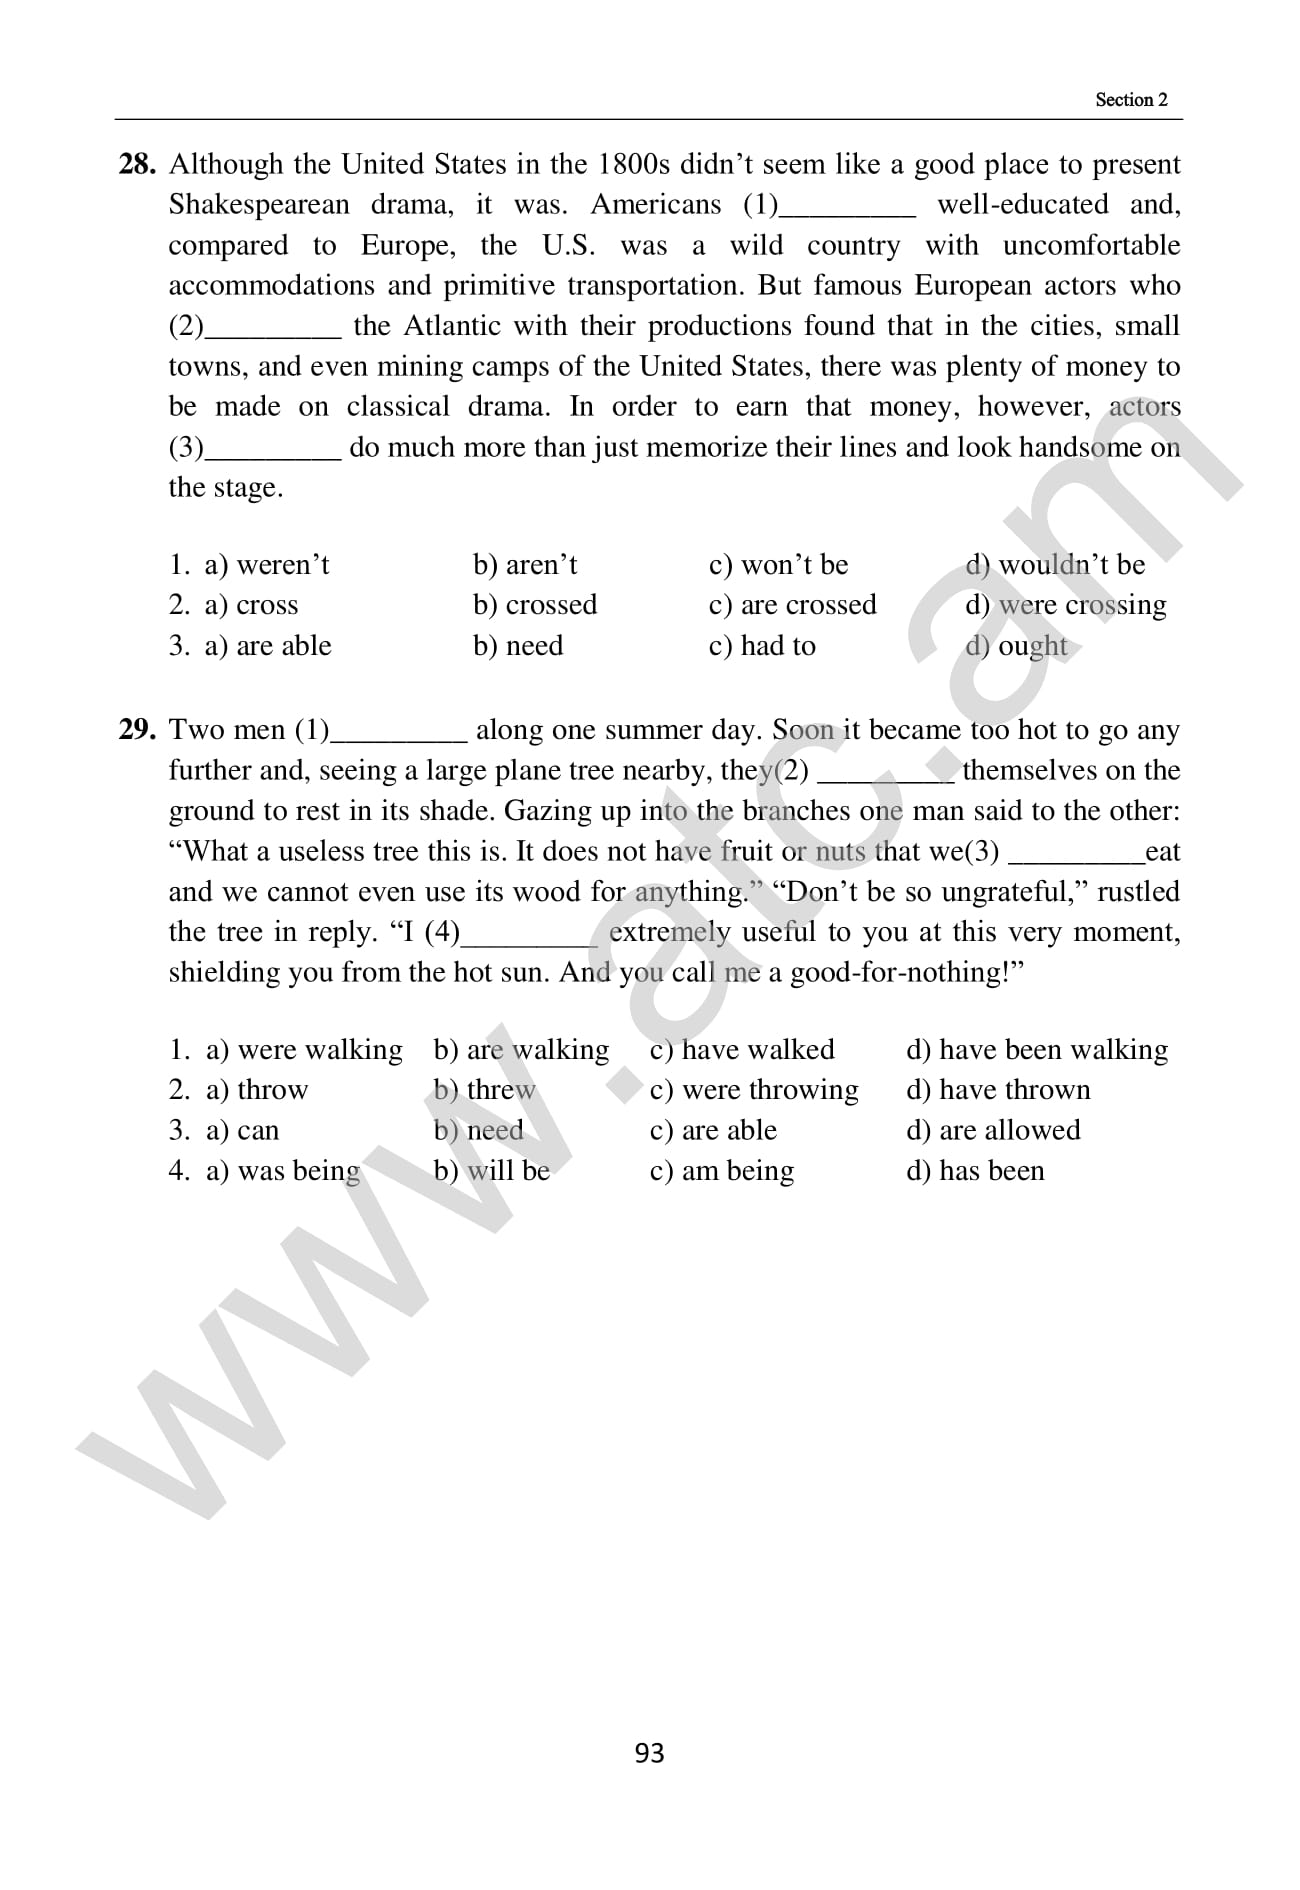 Section 2
28. Although the United States in the 1800s didn’t seem like a good place to present
Shakespearean drama, it was. Americans (1)_________ well-educated and,
compared to Europe, the U.S. was a wild country with uncomfortable
accommodations and primitive transportation. But famous European actors who
(2)_________ the Atlantic with their productions found that in the cities, small
towns, and even mining camps of the United States, there was plenty of money to
be made on classical drama. In order to earn that money, however, actors
(3)_________ do much more than just memorize their lines and look handsome on
the stage.
1. a) weren’t b) aren’t c) won’t be d) wouldn’t be
2. a) cross b) crossed c) are crossed d) were crossing
3. a) are able b) need c) had to d) ought
29. Two men (1)_________ along one summer day. Soon it became too hot to go any
further and, seeing a large plane tree nearby, they(2) _________ themselves on the
ground to rest in its shade. Gazing up into the branches one man said to the other:
“What a useless tree this is. It does not have fruit or nuts that we(3) _________eat
and we cannot even use its wood for anything.” “Don’t be so ungrateful,” rustled
the tree in reply. “I (4)_________ extremely useful to you at this very moment,
shielding you from the hot sun. And you call me a good-for-nothing!”
1. a) were walking b) are walking c) have walked d) have been walking
2. a) throw b) threw c) were throwing d) have thrown
3. a) can b) need c) are able d) are allowed
4. a) was being b) will be c) am being d) has been
www.atc.am
93